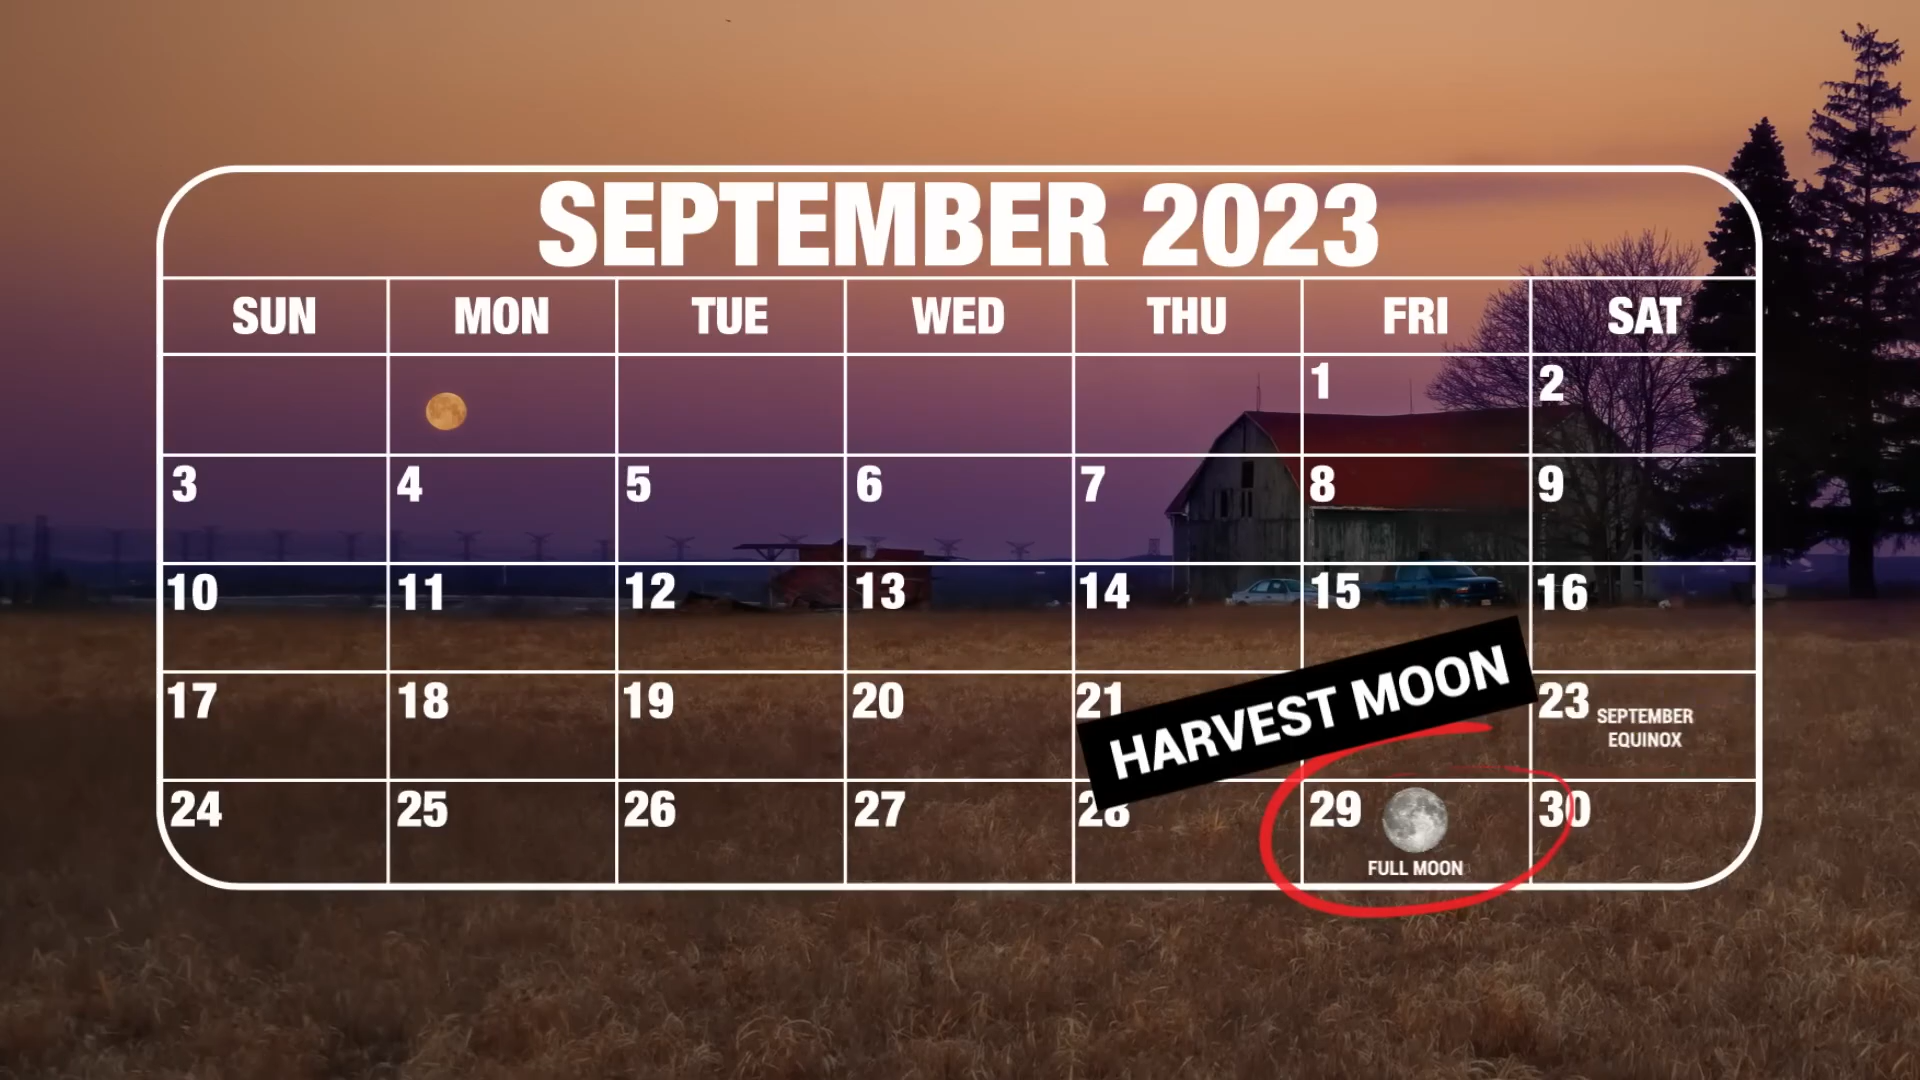 SEPTEMBER 2023
SUN MON TUE WED THU FRI SAT
1 2
3 4 5 6 7 8 9
10 11 12 13 14 15 16
HARVEST MOON
17 18 19 20 21 23 SEPTEMBER
EQUINOX
24 25 26 27 28 29 30
FULL MOON